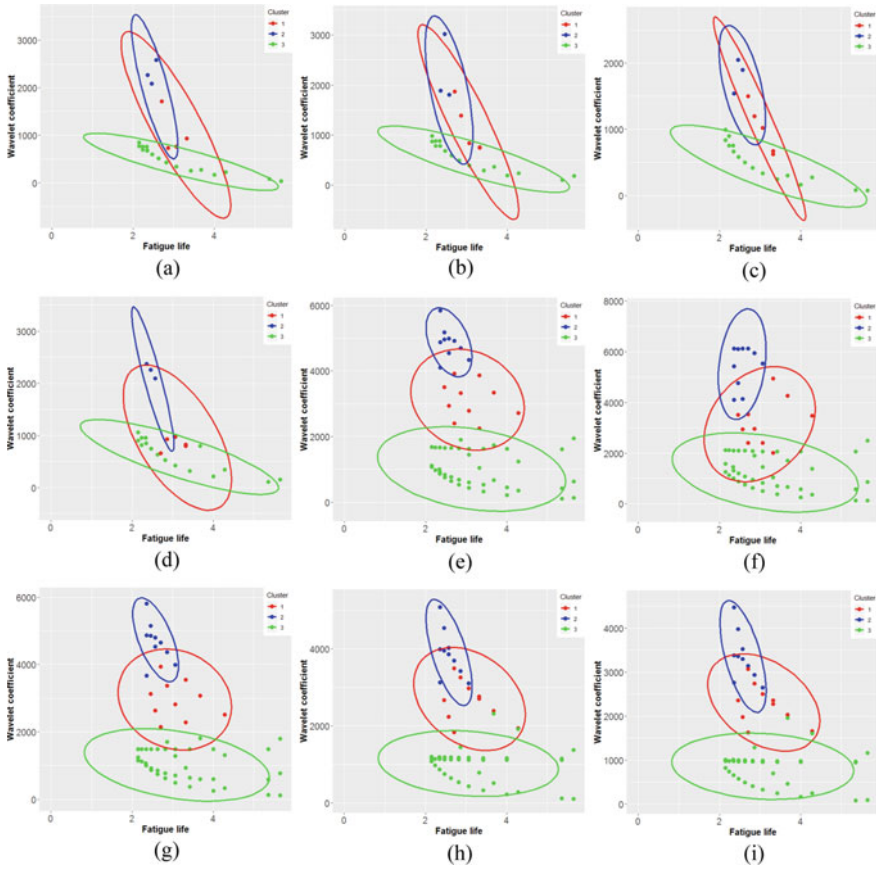 Cluster
1
2
3
Wavelet coefficient
3000
2000
1000
0
0 2 4
Fatigue life
(a)
Cluster
1
2
3
Wavelet coefficient
3000
2000
1000
0
0 2 4
Fatigue life
(b)
Cluster
1
2
3
Wavelet coefficient
2000
1000
0
0 2 4
Fatigue life
(c)
Cluster
1
2
3
Wavelet coefficient
3000
2000
1000
0
0 2 4
Fatigue life
(d)
Cluster
1
2
3
Wavelet coefficient
6000
4000
2000
0
0 2 4
Fatigue life
(e)
Cluster
1
2
3
Wavelet coefficient
8000
6000
4000
2000
0
0 2 4
Fatigue life
(f)
Cluster
1
2
3
Wavelet coefficient
6000
4000
2000
0
0 2 4
Fatigue life
(g)
Cluster
1
2
3
Wavelet coefficient
4000
2000
0
0 2 4
Fatigue life
(h)
Cluster
1
2
3
Wavelet coefficient
4000
3000
2000
1000
0
0 2 4
Fatigue life
(i)